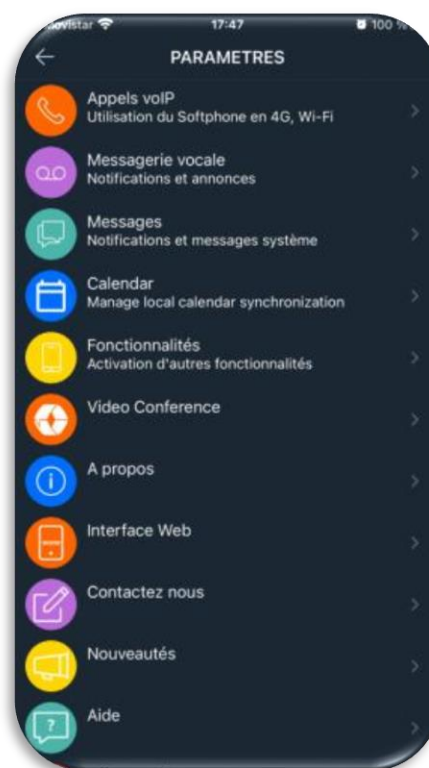 17:47
100 %
PARAMETRES
Appels voIP
Utilisation du Softphone en 4G, Wi-Fi
Messagerie vocale
Notifications et annonces
Messages
Notifications et messages système
Calendar
Manage local calendar synchronization
Fonctionnalités
Activation d'autres fonctionnalités
Video Conference
A propos
Interface Web
Contactez nous
Nouveautés
Aide